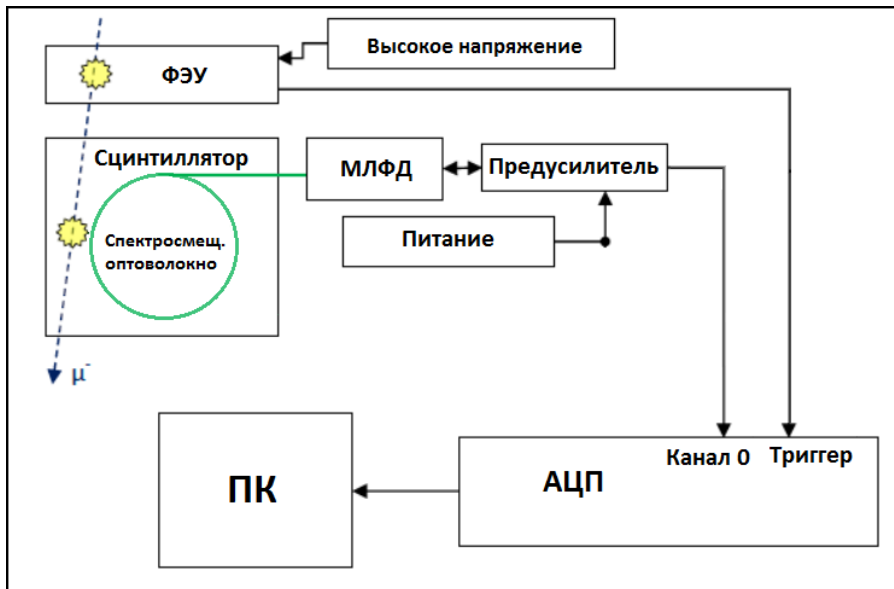 Высокое напряжение
ФЭУ
Сцинтиллятор
МЛФД
Предусилитель
Спектросмещ.
оптоволокно
Питание
μ-
Канал 0
Триггер
АЦП
ПК